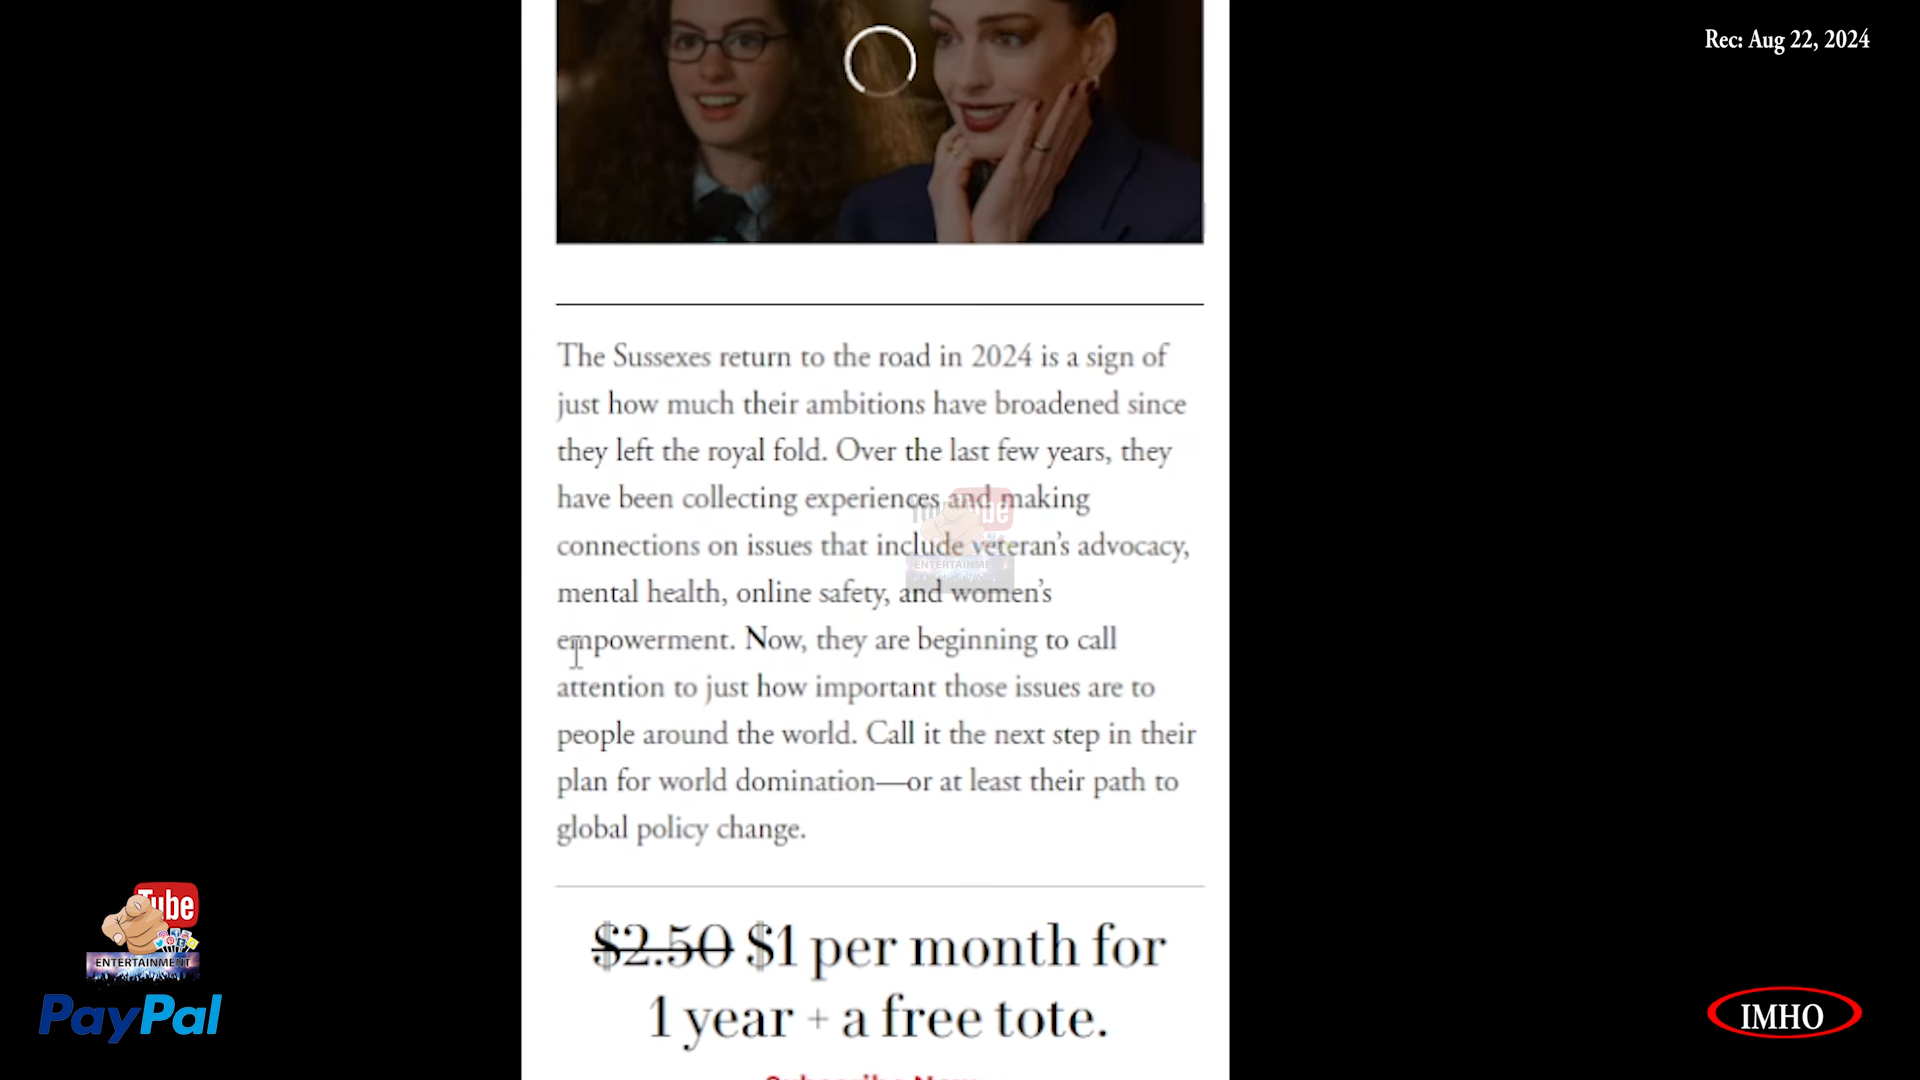 Rec: Aug 22, 2024
The Sussexes return to the road in 2024 is a sign of
just how much their ambitions have broadened since
they left the royal fold. Over the last few years, they
have been collecting experiences and making
connections on issues that include veteran’s advocacy,
mental health, online safety, and women’s
empowerment. Now, they are beginning to call
attention to just how important those issues are to
people around the world. Call it the next step in their
plan for world domination—or at least their path to
global policy change.
$2.50 $1 per month for
1 year + a free tote.
Subscribe Now
Tube
ENTERTAINMENT
PayPal
IMHO